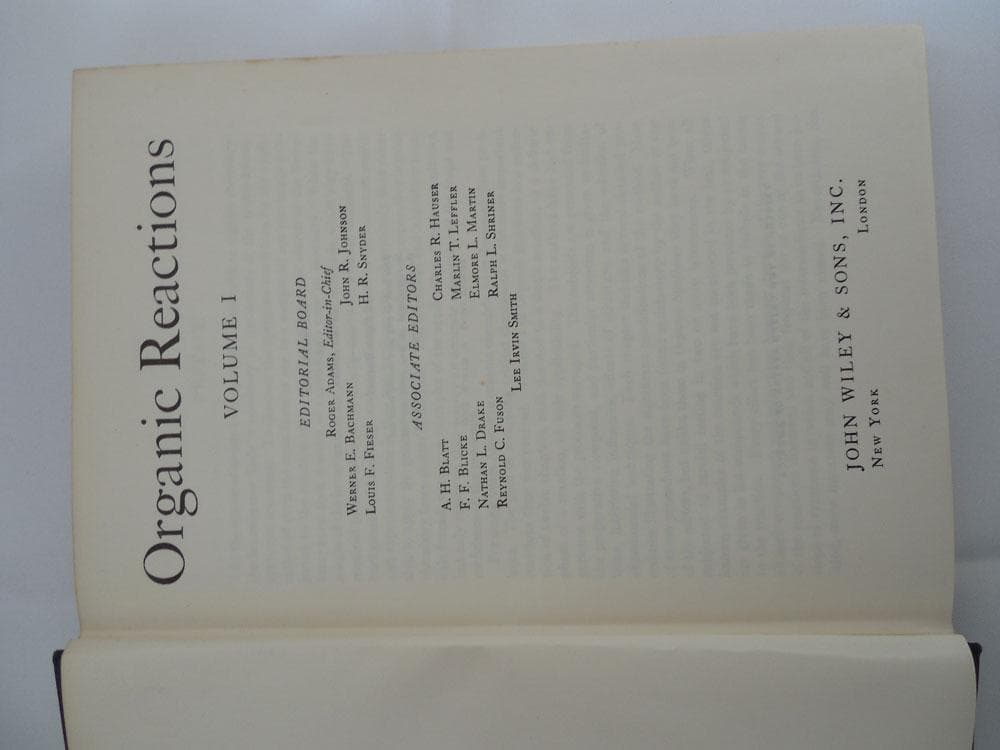 Organic Reactions
VOLUME I
EDITORIAL BOARD
ROGER ADAMS, Editor-in-Chief
WERNER E. BACHMANN JOHN R. JOHNSON
LOUIS F. FIESER H. R. SNYDER
ASSOCIATE EDITORS
A. H. BLATT CHARLES R. HAUSER
F. F. BLICKE MARLIN T. LEFFLER
NATHAN L. DRAKE ELMORE L. MARTIN
REYNOLD C. FUSON RALPH L. SHRINER
LEE IRVIN SMITH
JOHN WILEY & SONS, INC.
NEW YORK LONDON